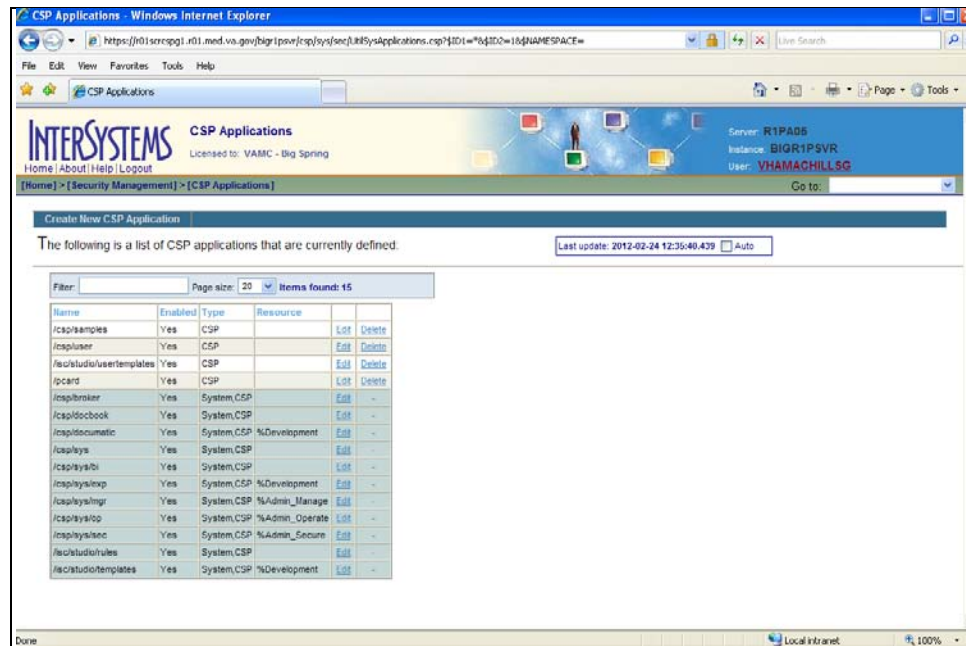 CSP Applications - Windows Internet Explorer
https://r01scrcspg1.r01.med.va.gov/bigr1psvr/csp/sys/sec/UtilSysApplications.csp?$ID1=*&$ID2=1&$NAMESPACE=
Live Search
File Edit View Favorites Tools Help
CSP Applications
Page Tools
INTERSYSTEMS
CSP Applications
Licensed to: VAMC - Big Spring
Server: R1PA06
Instance: BIGR1PSVR
User: VHAMACHILLSG
Home | About | Help | Logout
[Home] > [Security Management] > [CSP Applications]
Go to:
Create New CSP Application
The following is a list of CSP applications that are currently defined:
Last update: 2012-02-24 12:35:40.439 Auto
Filter: Page size: 20 Items found: 15
Name Enabled Type Resource
/csp/samples Yes CSP Edit Delete
/csp/user Yes CSP Edit Delete
/isc/studio/usertemplates Yes CSP Edit Delete
/pcard Yes CSP Edit Delete
/csp/broker Yes System,CSP Edit -
/csp/docbook Yes System,CSP Edit -
/csp/documatic Yes System,CSP %Development Edit -
/csp/sys Yes System,CSP Edit -
/csp/sys/bi Yes System,CSP Edit -
/csp/sys/exp Yes System,CSP %Development Edit -
/csp/sys/mgr Yes System,CSP %Admin_Manage Edit -
/csp/sys/op Yes System,CSP %Admin_Operate Edit -
/csp/sys/sec Yes System,CSP %Admin_Secure Edit -
/isc/studio/rules Yes System,CSP Edit -
/isc/studio/templates Yes System,CSP %Development Edit -
Done
Local intranet
100%